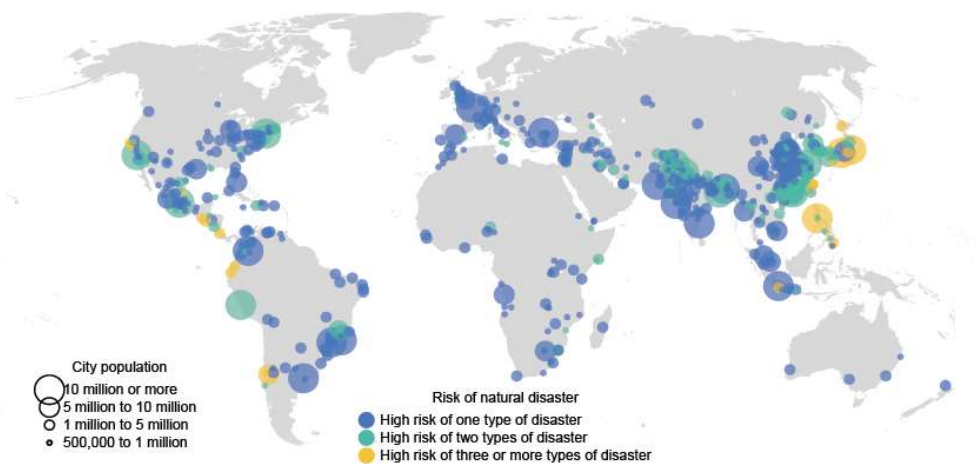 City population
10 million or more
5 million to 10 million
1 million to 5 million
500,000 to 1 million
Risk of natural disaster
High risk of one type of disaster
High risk of two types of disaster
High risk of three or more types of disaster